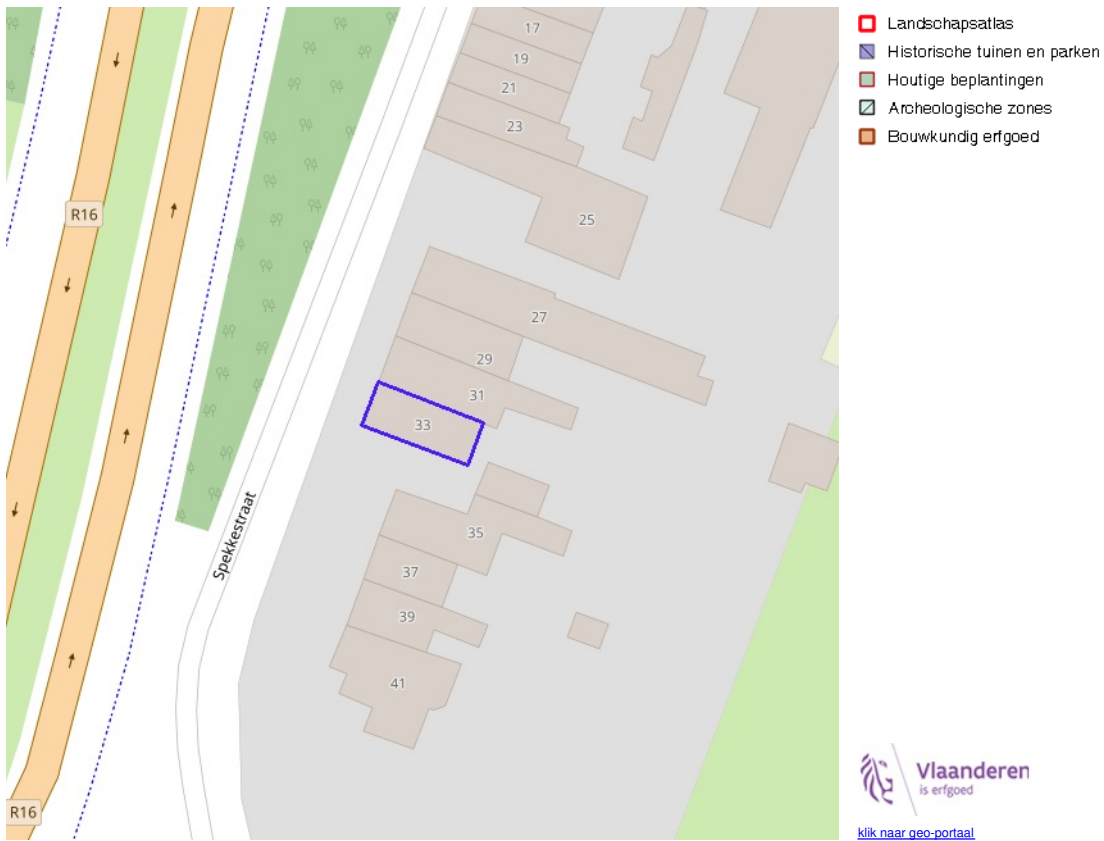 17
19
21
23
25
R16
27
29
31
33
Spekkestraat
35
37
39
41
R16
Landschapsatlas
Historische tuinen en parken
Houtige beplantingen
Archeologische zones
Bouwkundig erfgoed
Vlaanderen
is erfgoed
klik naar geo-portaal